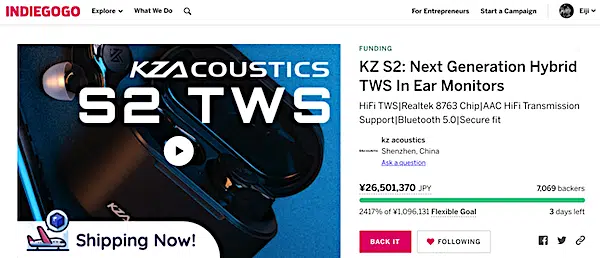 INDIEGOGO Explore What We Do For Entrepreneurs Start a Campaign Eiji
KZACOUSTICS
S2 TWS
KZA
Shipping Now!
FUNDING
KZ S2: Next Generation Hybrid
TWS In Ear Monitors
HiFi TWS|Realtek 8763 Chip|AAC HiFi Transmission
Support|Bluetooth 5.0|Secure fit
kz acoustics
Shenzhen, China
Ask a question
¥26,501,370 JPY 7,069 backers
2417% of ¥1,096,131 Flexible Goal 3 days left
BACK IT FOLLOWING